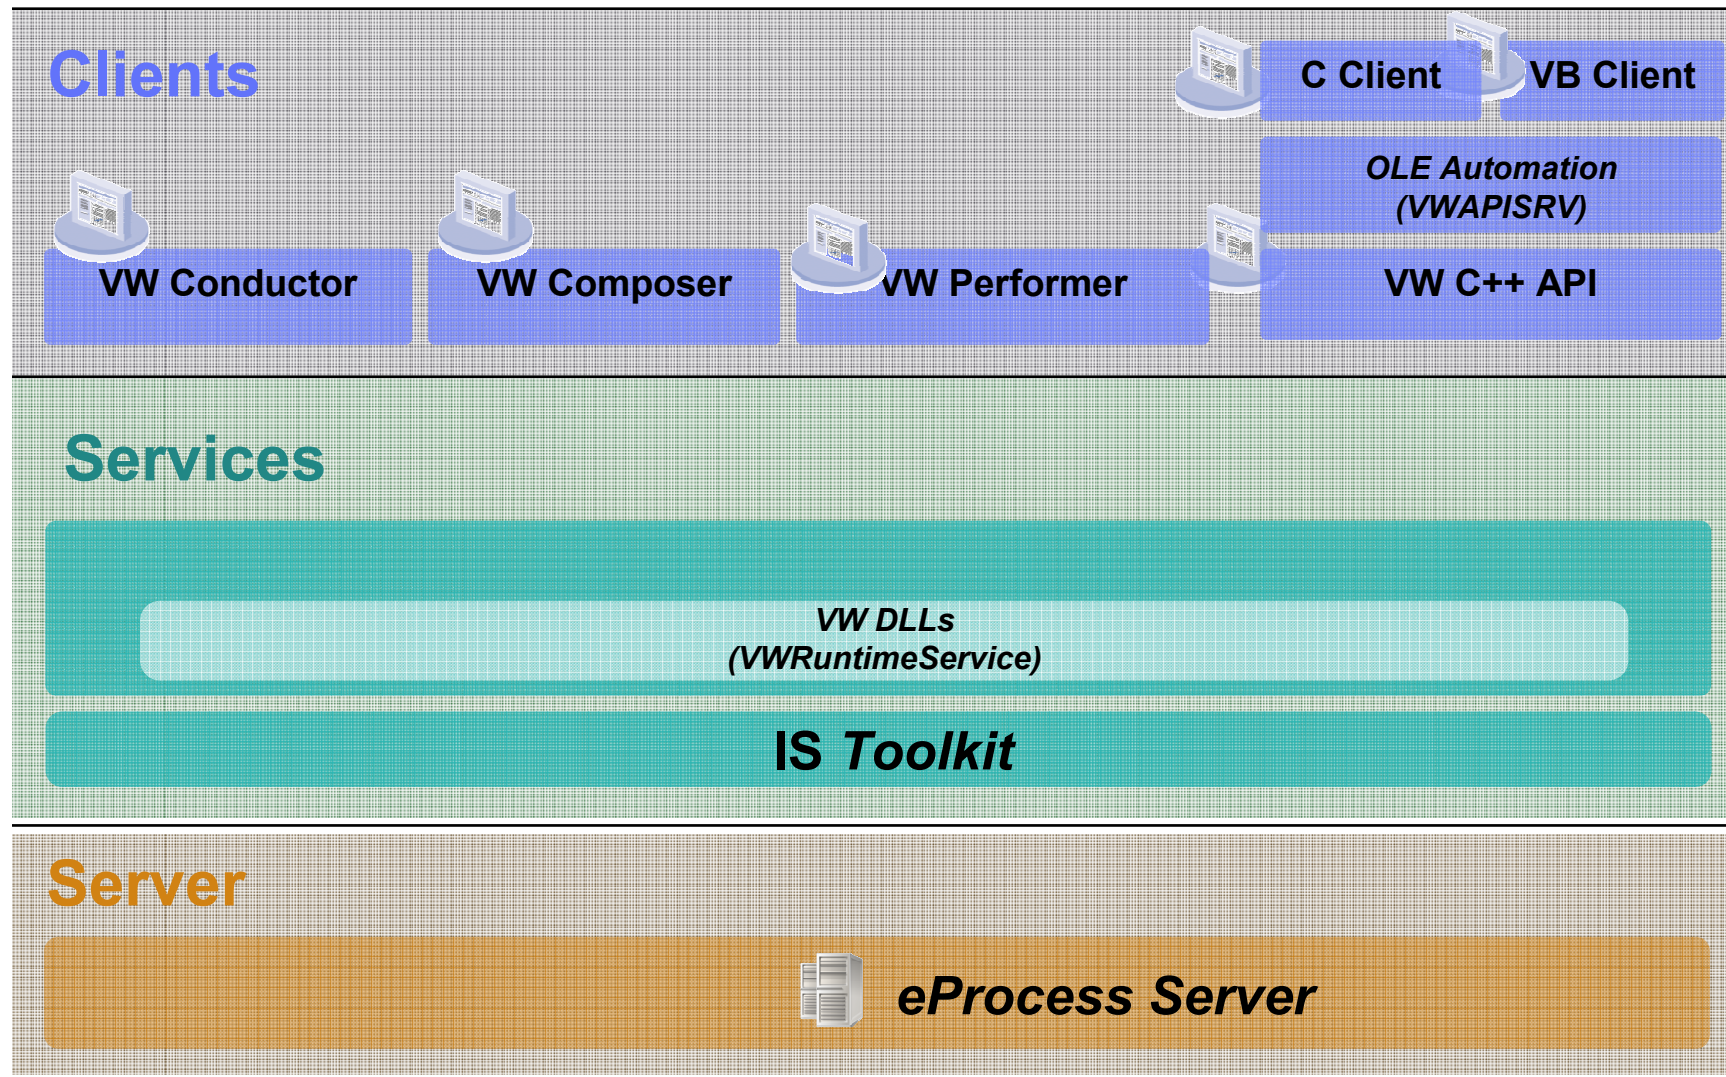 Clients
C Client
VB Client
OLE Automation
(VWAPISRV)
VW Conductor
VW Composer
VW Performer
VW C++ API
Services
VW DLLs
(VWRuntimeService)
IS Toolkit
Server
eProcess Server